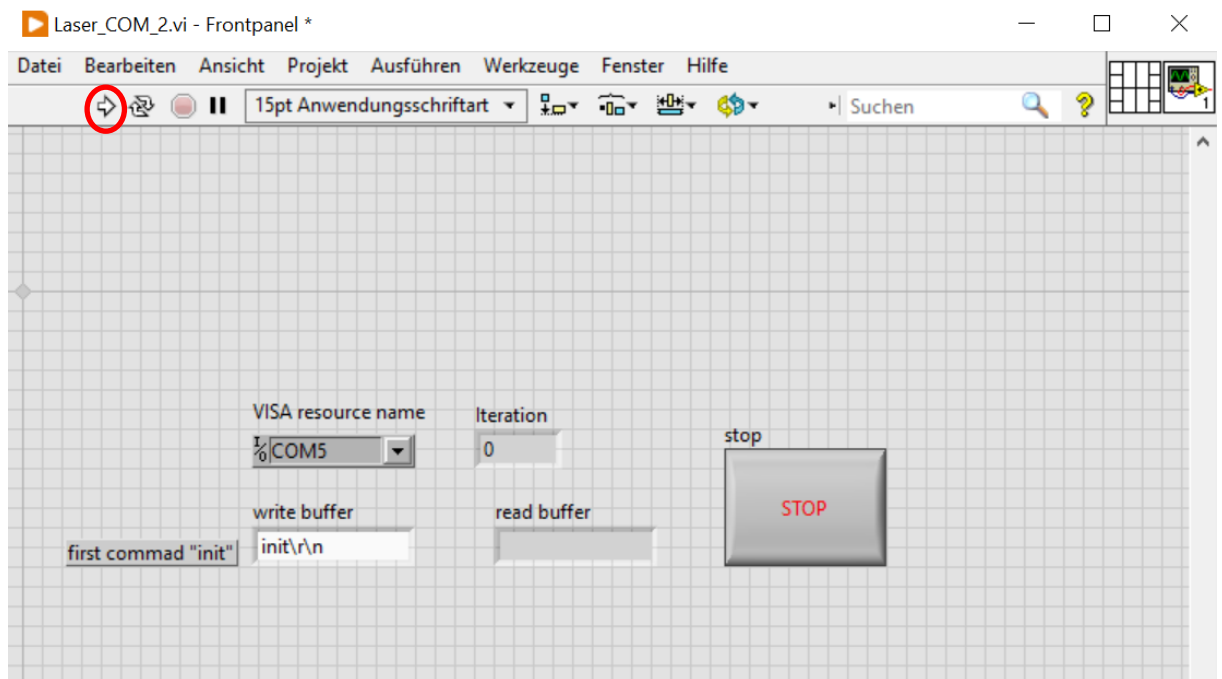 Laser_COM_2.vi - Frontpanel *
Datei Bearbeiten Ansicht Projekt Ausführen Werkzeuge Fenster Hilfe
15pt Anwendungsschriftart Suchen ? 1
VISA resource name Iteration
I/0 COM5 0 stop
write buffer read buffer STOP
first commad "init" init\r\n